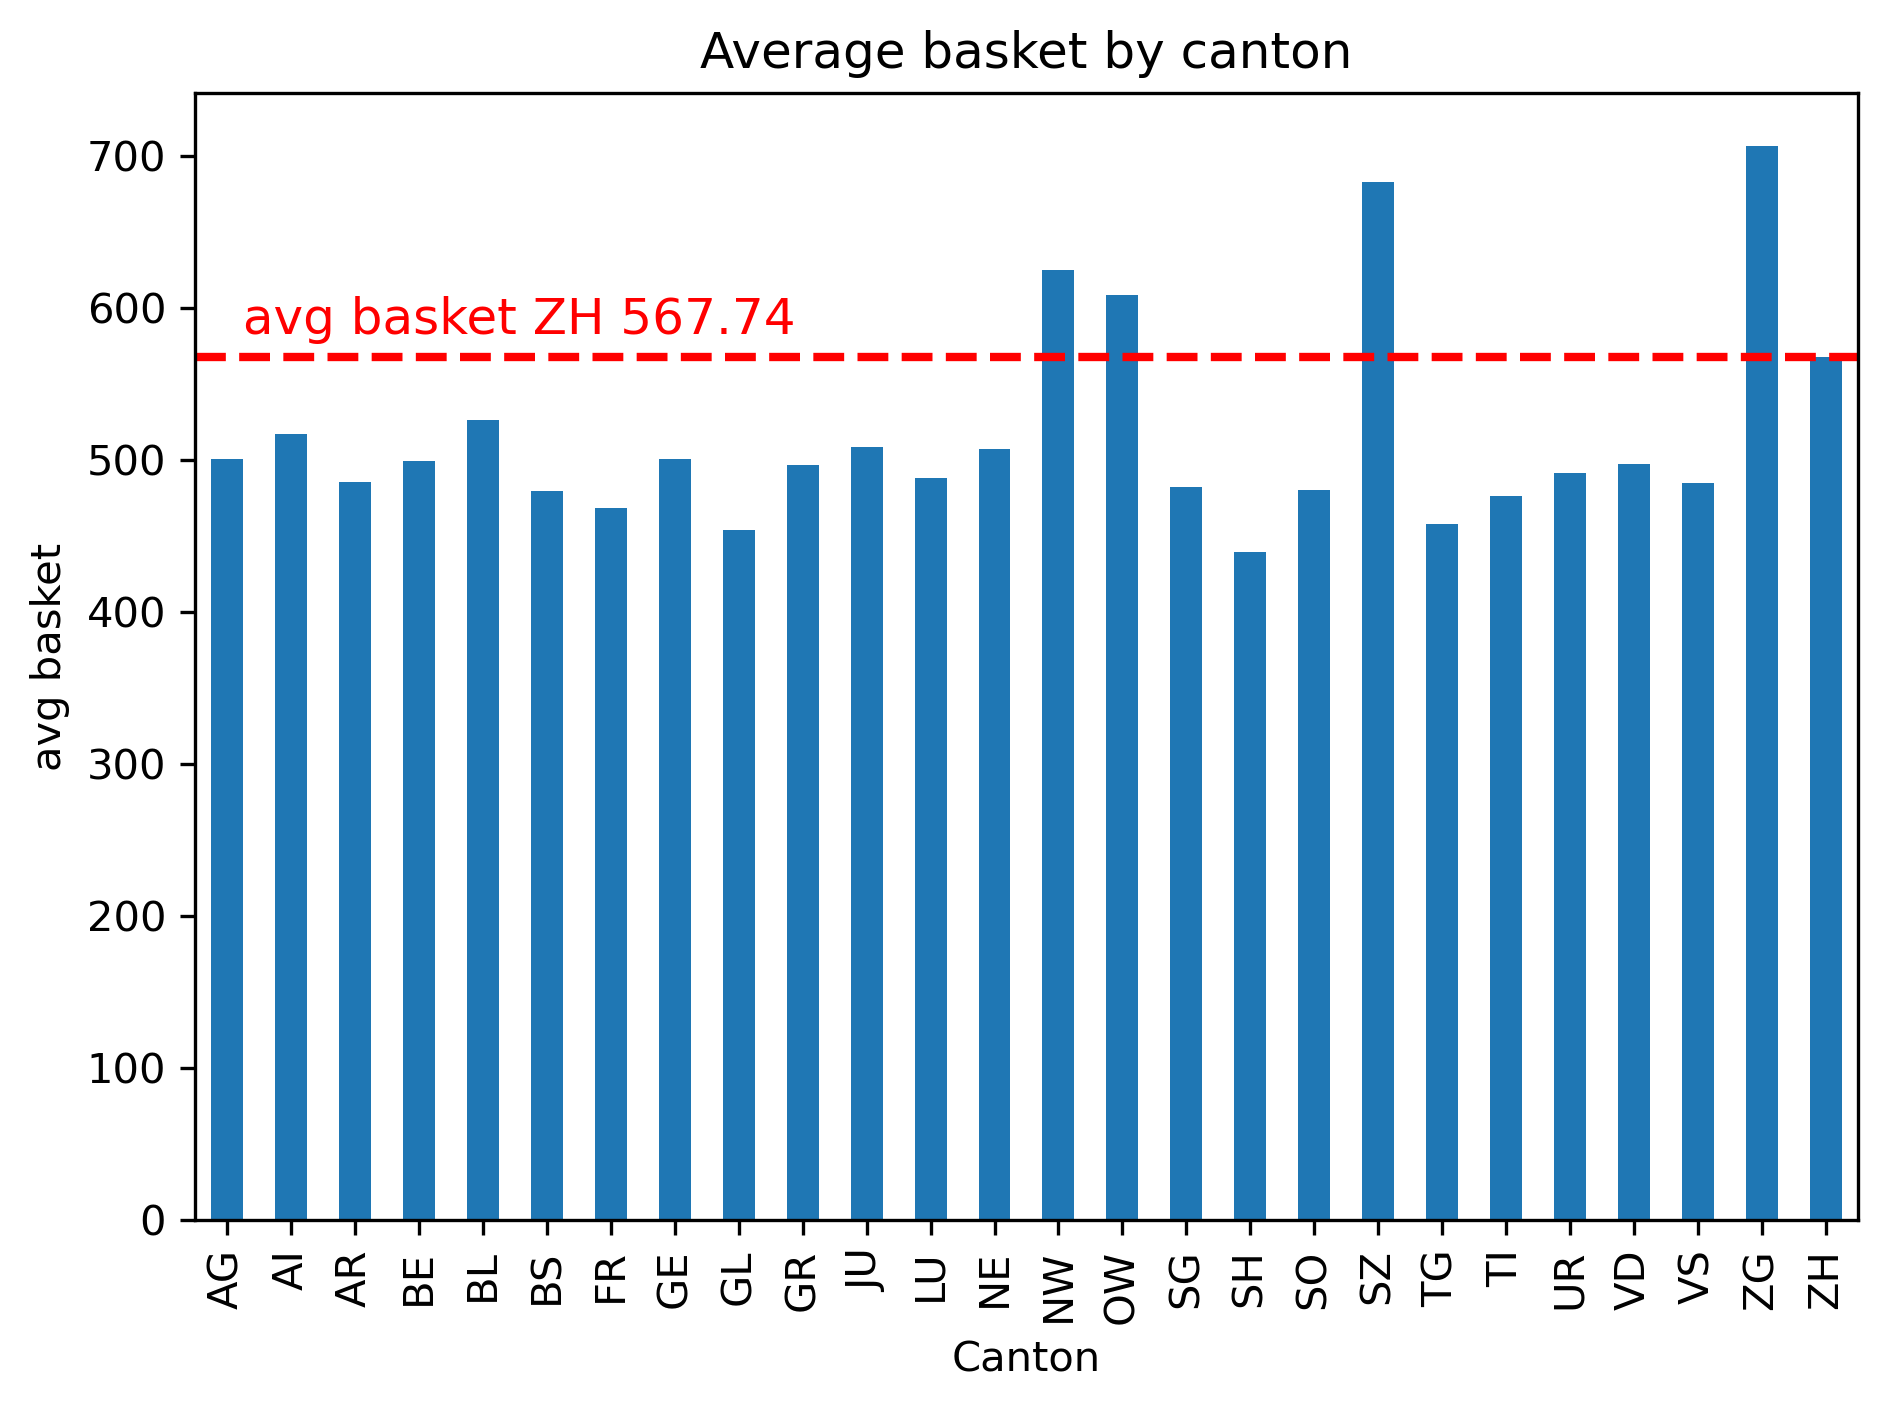 Average basket by canton
700
600
500
400
300
200
100
0
avg basket
avg basket ZH 567.74
AG AI AR BE BL BS FR GE GL GR JU LU NE NW OW SG SH SO SZ TG TI UR VD VS ZG ZH
Canton